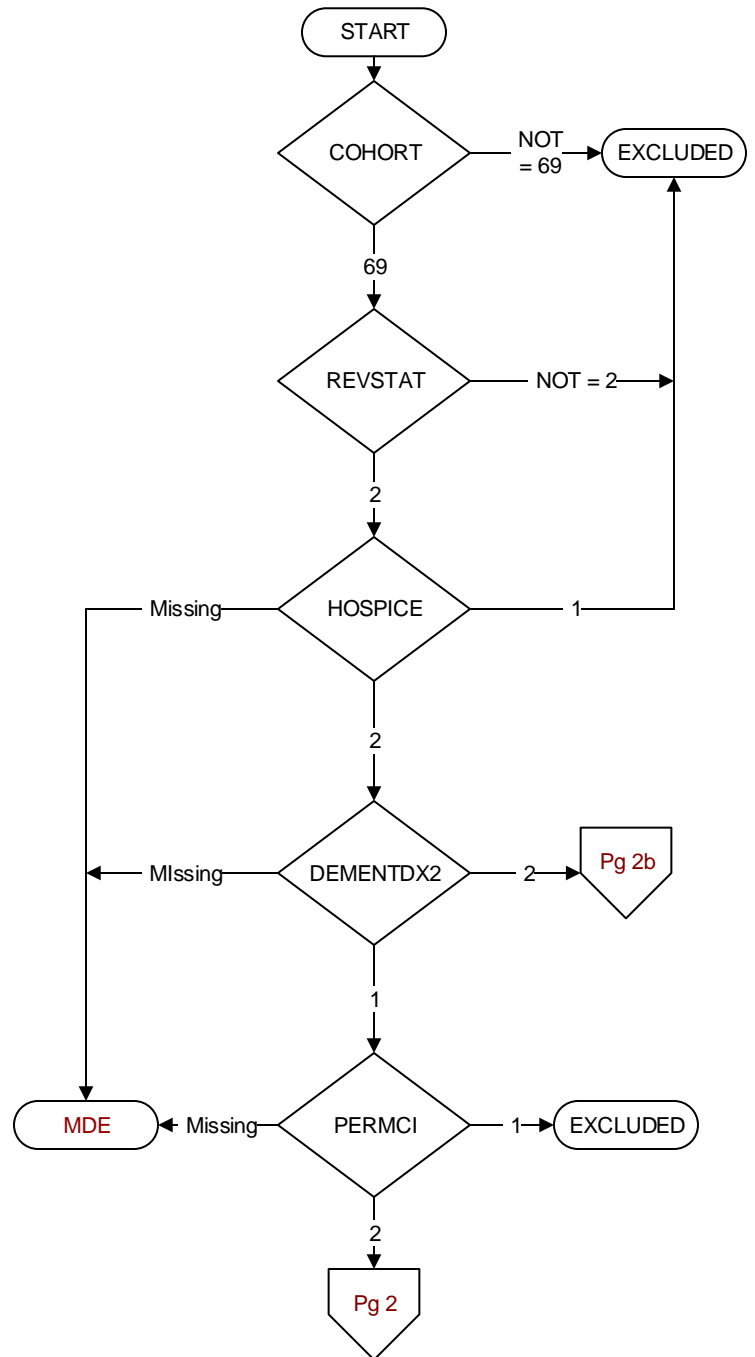 START
COHORT
NOT
= 69
EXCLUDED
69
REVSTAT
NOT = 2
2
Missing
HOSPICE
1
2
MIssing
DEMENTDX2
2
Pg 2b
1
MDE
Missing
PERMCI
1
EXCLUDED
2
Pg 2